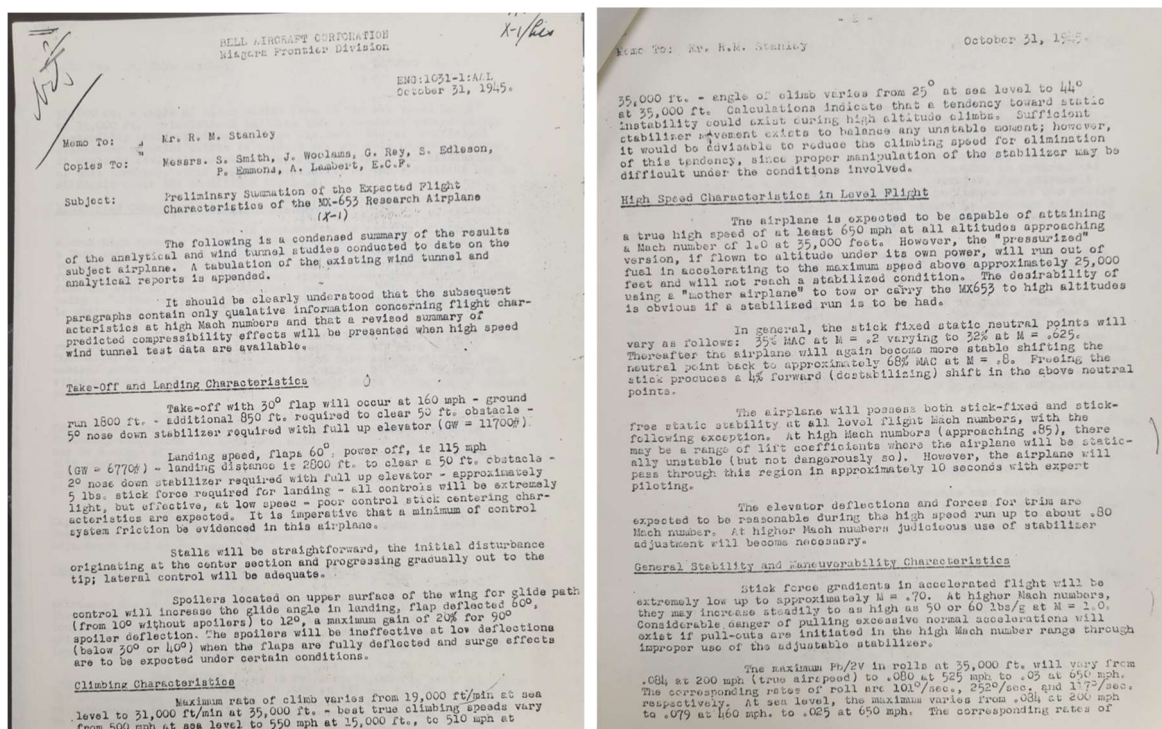 X-1/
BELL AIRCRAFT CORPORATION
Niagara Frontier Division
ENG:1031-1:AAL
October 31, 1945.
Memo To: Mr. R. M. Stanley
Copies To: Messrs. S. Smith, J. Woolams, G. Ray, S. Edleson,
P. Emmons, A. Lambert, E.C.F.
Subject: Preliminary Summation of the Expected Flight
Characteristics of the MX-653 Research Airplane
(X-1)
The following is a condensed summary of the results
of the analytical and wind tunnel studies conducted to date on the
subject airplane. A tabulation of the existing wind tunnel and
analytical reports is appended.
It should be clearly understood that the subsequent
paragraphs contain only qualative information concerning flight char-
acteristics at high Mach numbers and that a revised summary of
predicted compressibility effects will be presented when high speed
wind tunnel test data are available.
Take-Off and Landing Characteristics
Take-off with 30° flap will occur at 160 mph - ground
run 1800 ft. - additional 850 ft. required to clear 50 ft. obstacle -
5° nose down stabilizer required with full up elevator (GW = 11700#)
Landing speed, flaps 60°, power off, is 115 mph
(GW = 6770#) - landing distance is 2800 ft. to clear a 50 ft. obstacle -
2° nose down stabilizer required with full up elevator - approximately
5 lbs. stick force required for landing - all controls will be extremely
light, but effective, at low speed - poor control stick centering char-
acteristics are expected. It is imperative that a minimum of control
system friction be evidenced in this airplane.
Stalls will be straightforward, the initial disturbance
originating at the center section and progressing gradually out to the
tip; lateral control will be adequate.
Spoilers located on upper surface of the wing for glide path
control will increase the glide angle in landing, flap deflected 60°,
(from 10° without spoilers) to 12°, a maximum gain of 20% for 90°
spoiler deflection. The spoilers will be ineffective at low deflections
(below 30° or 40°) when the flaps are fully deflected and surge effects
are to be expected under certain conditions.
Climbing Characteristics
Maximum rate of climb varies from 19,000 ft/min at sea
level to 31,000 ft/min at 35,000 ft. - best true climbing speeds vary
from 500 mph at sea level to 550 mph at 15,000 ft., to 510 mph at
- 2 -
Memo To: Mr. R.M. Stanley October 31, 1945.
35,000 ft. - angle of climb varies from 25° at sea level to 44°
at 35,000 ft. Calculations indicate that a tendency toward static
instability could exist during high altitude climbs. Sufficient
stabilizer movement exists to balance any unstable moment; however,
it would be advisable to reduce the climbing speed for elimination
of this tendency, since proper manipulation of the stabilizer may be
difficult under the conditions involved.
High Speed Characteristics in Level Flight
The airplane is expected to be capable of attaining
a true high speed of at least 650 mph at all altitudes approaching
a Mach number of 1.0 at 35,000 feet. However, the "pressurized"
version, if flown to altitude under its own power, will run out of
fuel in accelerating to the maximum speed above approximately 25,000
feet and will not reach a stabilized condition. The desirability of
using a "mother airplane" to tow or carry the MX653 to high altitudes
is obvious if a stabilized run is to be had.
In general, the stick fixed static neutral points will
vary as follows: 35% MAC at M = .2 varying to 32% at M = .625.
Thereafter the airplane will again become more stable shifting the
neutral point back to approximately 68% MAC at M = .8. Freeing the
stick produces a 4% forward (destabilizing) shift in the above neutral
points.
The airplane will possess both stick-fixed and stick-
free static stability at all level flight Mach numbers, with the
following exception. At high Mach numbers (approaching .85), there
may be a range of lift coefficients where the airplane will be static-
ally unstable (but not dangerously so). However, the airplane will
pass through this region in approximately 10 seconds with expert
piloting.
The elevator deflections and forces for trim are
expected to be reasonable during the high speed run up to about .80
Mach number. At higher Mach numbers judicious use of stabilizer
adjustment will become necessary.
General Stability and Maneuverability Characteristics
Stick force gradients in accelerated flight will be
extremely low up to approximately M = .70. At higher Mach numbers,
they may increase steadily to as high as 50 or 60 lbs/g at M = 1.0.
Considerable danger of pulling excessive normal accelerations will
exist if pull-outs are initiated in the high Mach number range through
improper use of the adjustable stabilizer.
The maximum Pb/2V in rolls at 35,000 ft. will vary from
.084 at 200 mph (true airspeed) to .080 at 525 mph to .03 at 650 mph.
The corresponding rates of roll are 101°/sec., 252°/sec. and 117°/sec.
respectively. At sea level, the maximum varies from .084 at 200 mph
to .079 at 460 mph. to .025 at 650 mph. The corresponding rates of